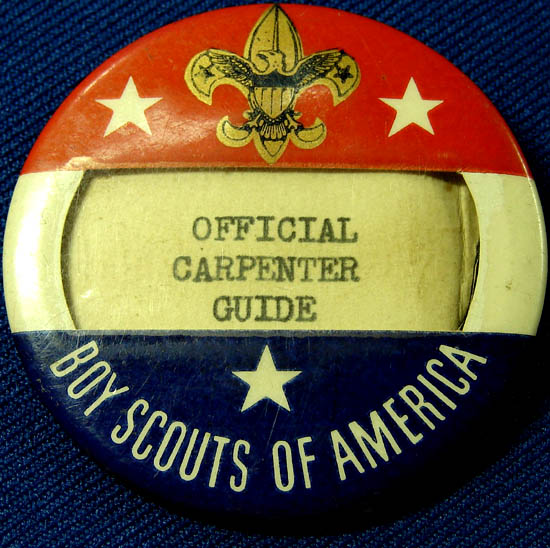 OFFICIAL
CARPENTER
GUIDE
BOY SCOUTS OF AMERICA